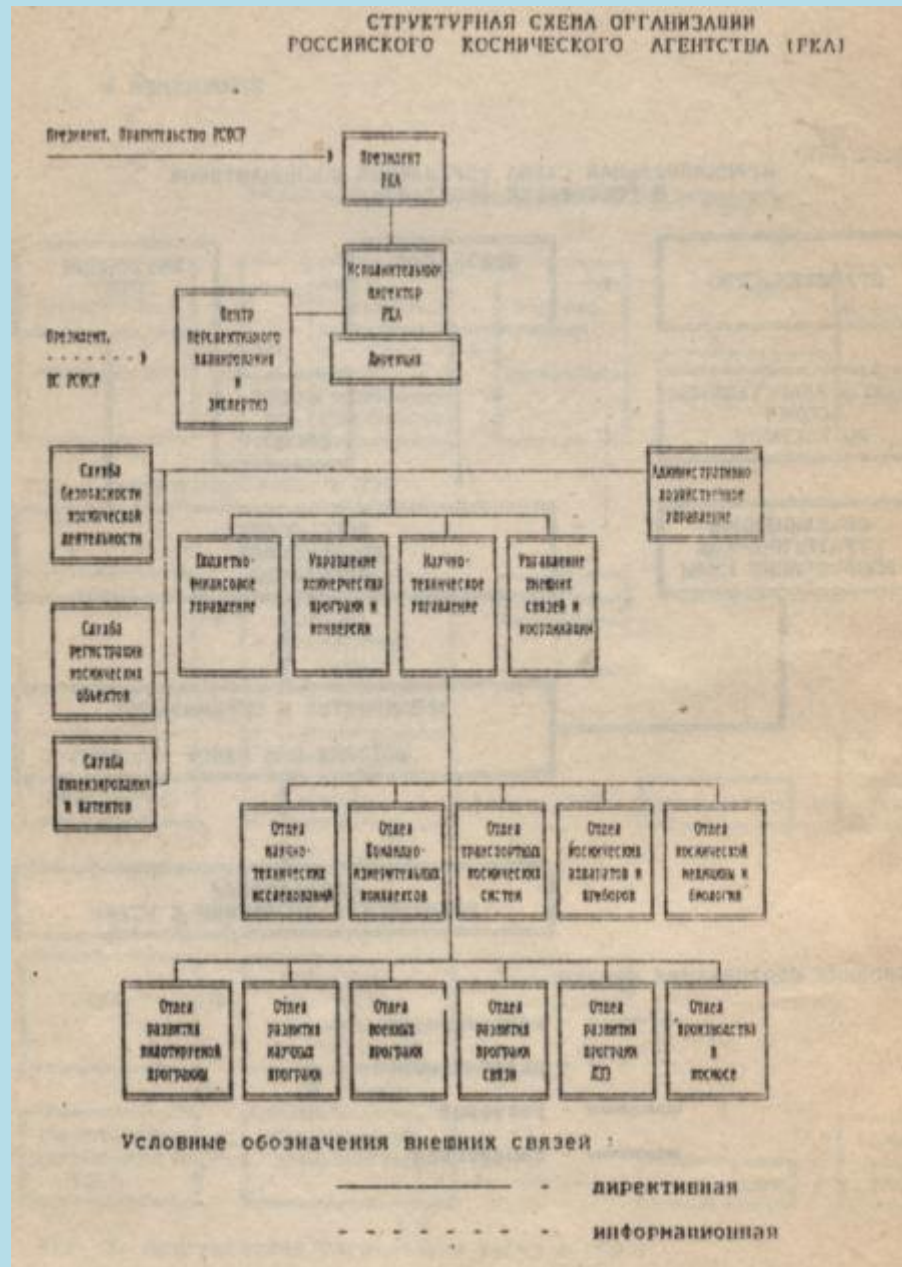 СТРУКТУРНАЯ СХЕМА ОРГАНИЗАЦИИ
РОССИЙСКОГО КОСМИЧЕСКОГО АГЕНТСТВА (РКА)
Президент, Правительство РСФСР
Президент
РКА
Исполнительный
директор
РКА
Дирекция
Центр
перспективного
планирования
и
экспертиз
Президент,
ВС РСФСР
Служба
безопасности
космической
деятельности
Административно
хозяйственное
управление
Бюджетно-
финансовое
управление
Управление
коммерческих
программ и
конверсии
Научно-
техническое
управление
Управление
внешних
связей и
координации
Служба
регистрации
космических
объектов
Служба
лицензирования
и патентов
Отдел
научно-
технических
исследований
Отдел
Командно-
измерительных
комплексов
Отдел
транспортных
космических
систем
Отдел
космических
аппаратов и
приборов
Отдел
космической
медицины и
биологии
Отдел
развития
пилотируемой
программы
Отдел
развития
научных
программ
Отдел
военных
программ
Отдел
развития
программ
связи
Отдел
развития
программ
ДЗЗ
Отдел
производства
в
космосе
Условные обозначения внешних связей :
- директивная
- информационная